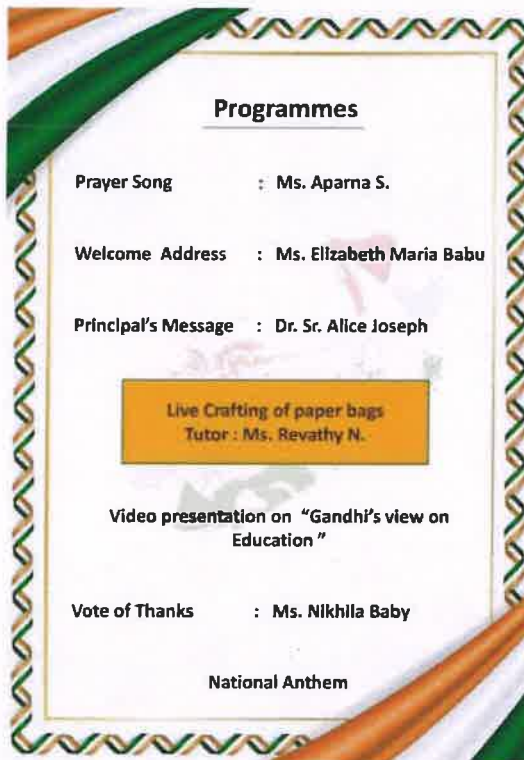 Programmes
Prayer Song : Ms. Aparna S.
Welcome Address : Ms. Elizabeth Maria Babu
Principal's Message : Dr. Sr. Alice Joseph
Live Crafting of paper bags
Tutor : Ms. Revathy N.
Video presentation on "Gandhi's view on
Education"
Vote of Thanks : Ms. Nikhila Baby
National Anthem